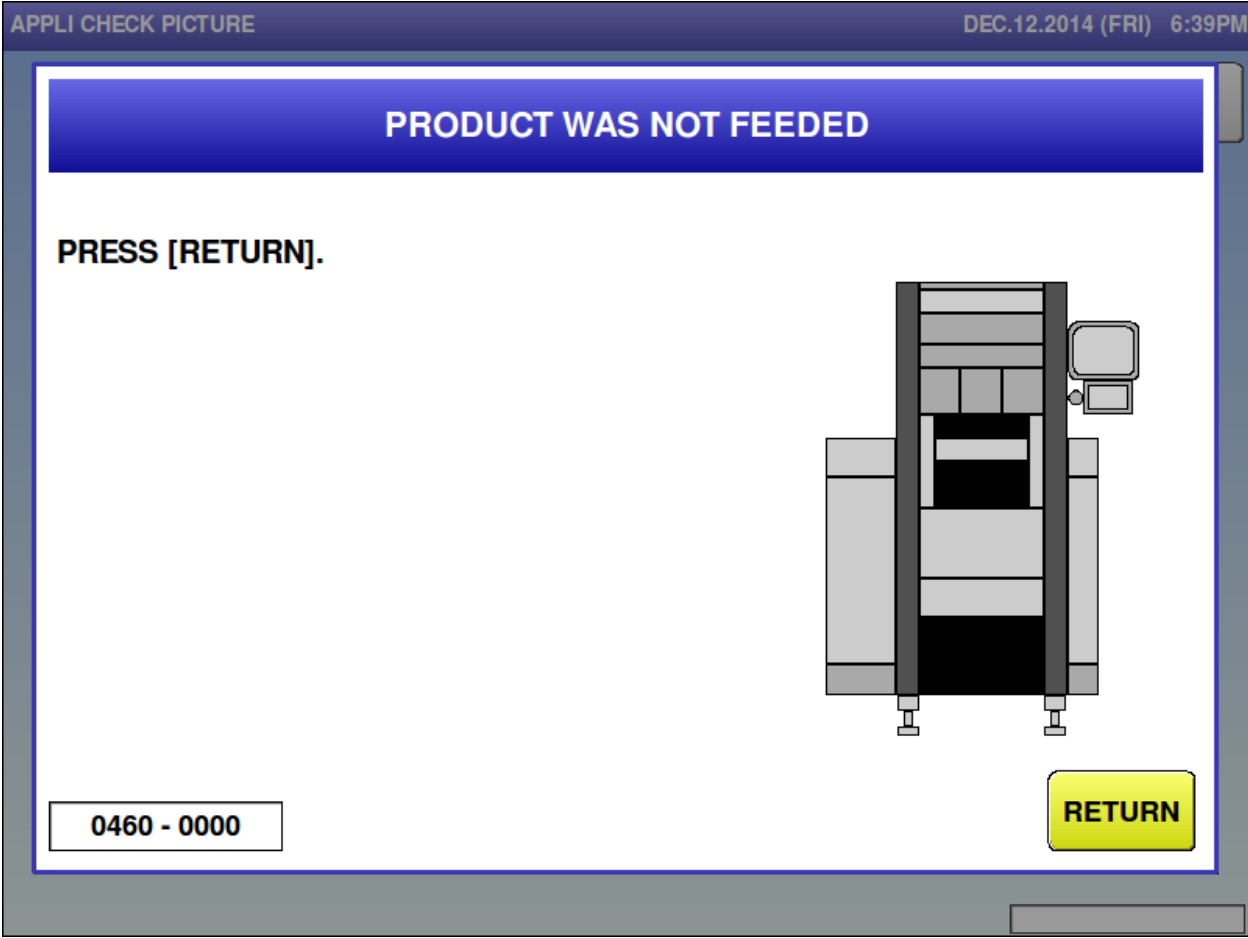 APPLI CHECK PICTURE DEC.12.2014 (FRI) 6:39PM
PRODUCT WAS NOT FEEDED
PRESS [RETURN].
0460 - 0000
RETURN